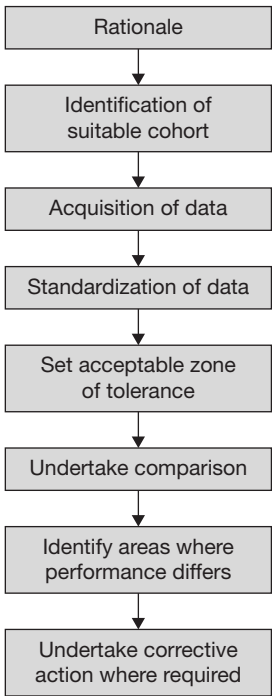 Rationale
Identification of
suitable cohort
Acquisition of data
Standardization of data
Set acceptable zone
of tolerance
Undertake comparison
Identify areas where
performance differs
Undertake corrective
action where required